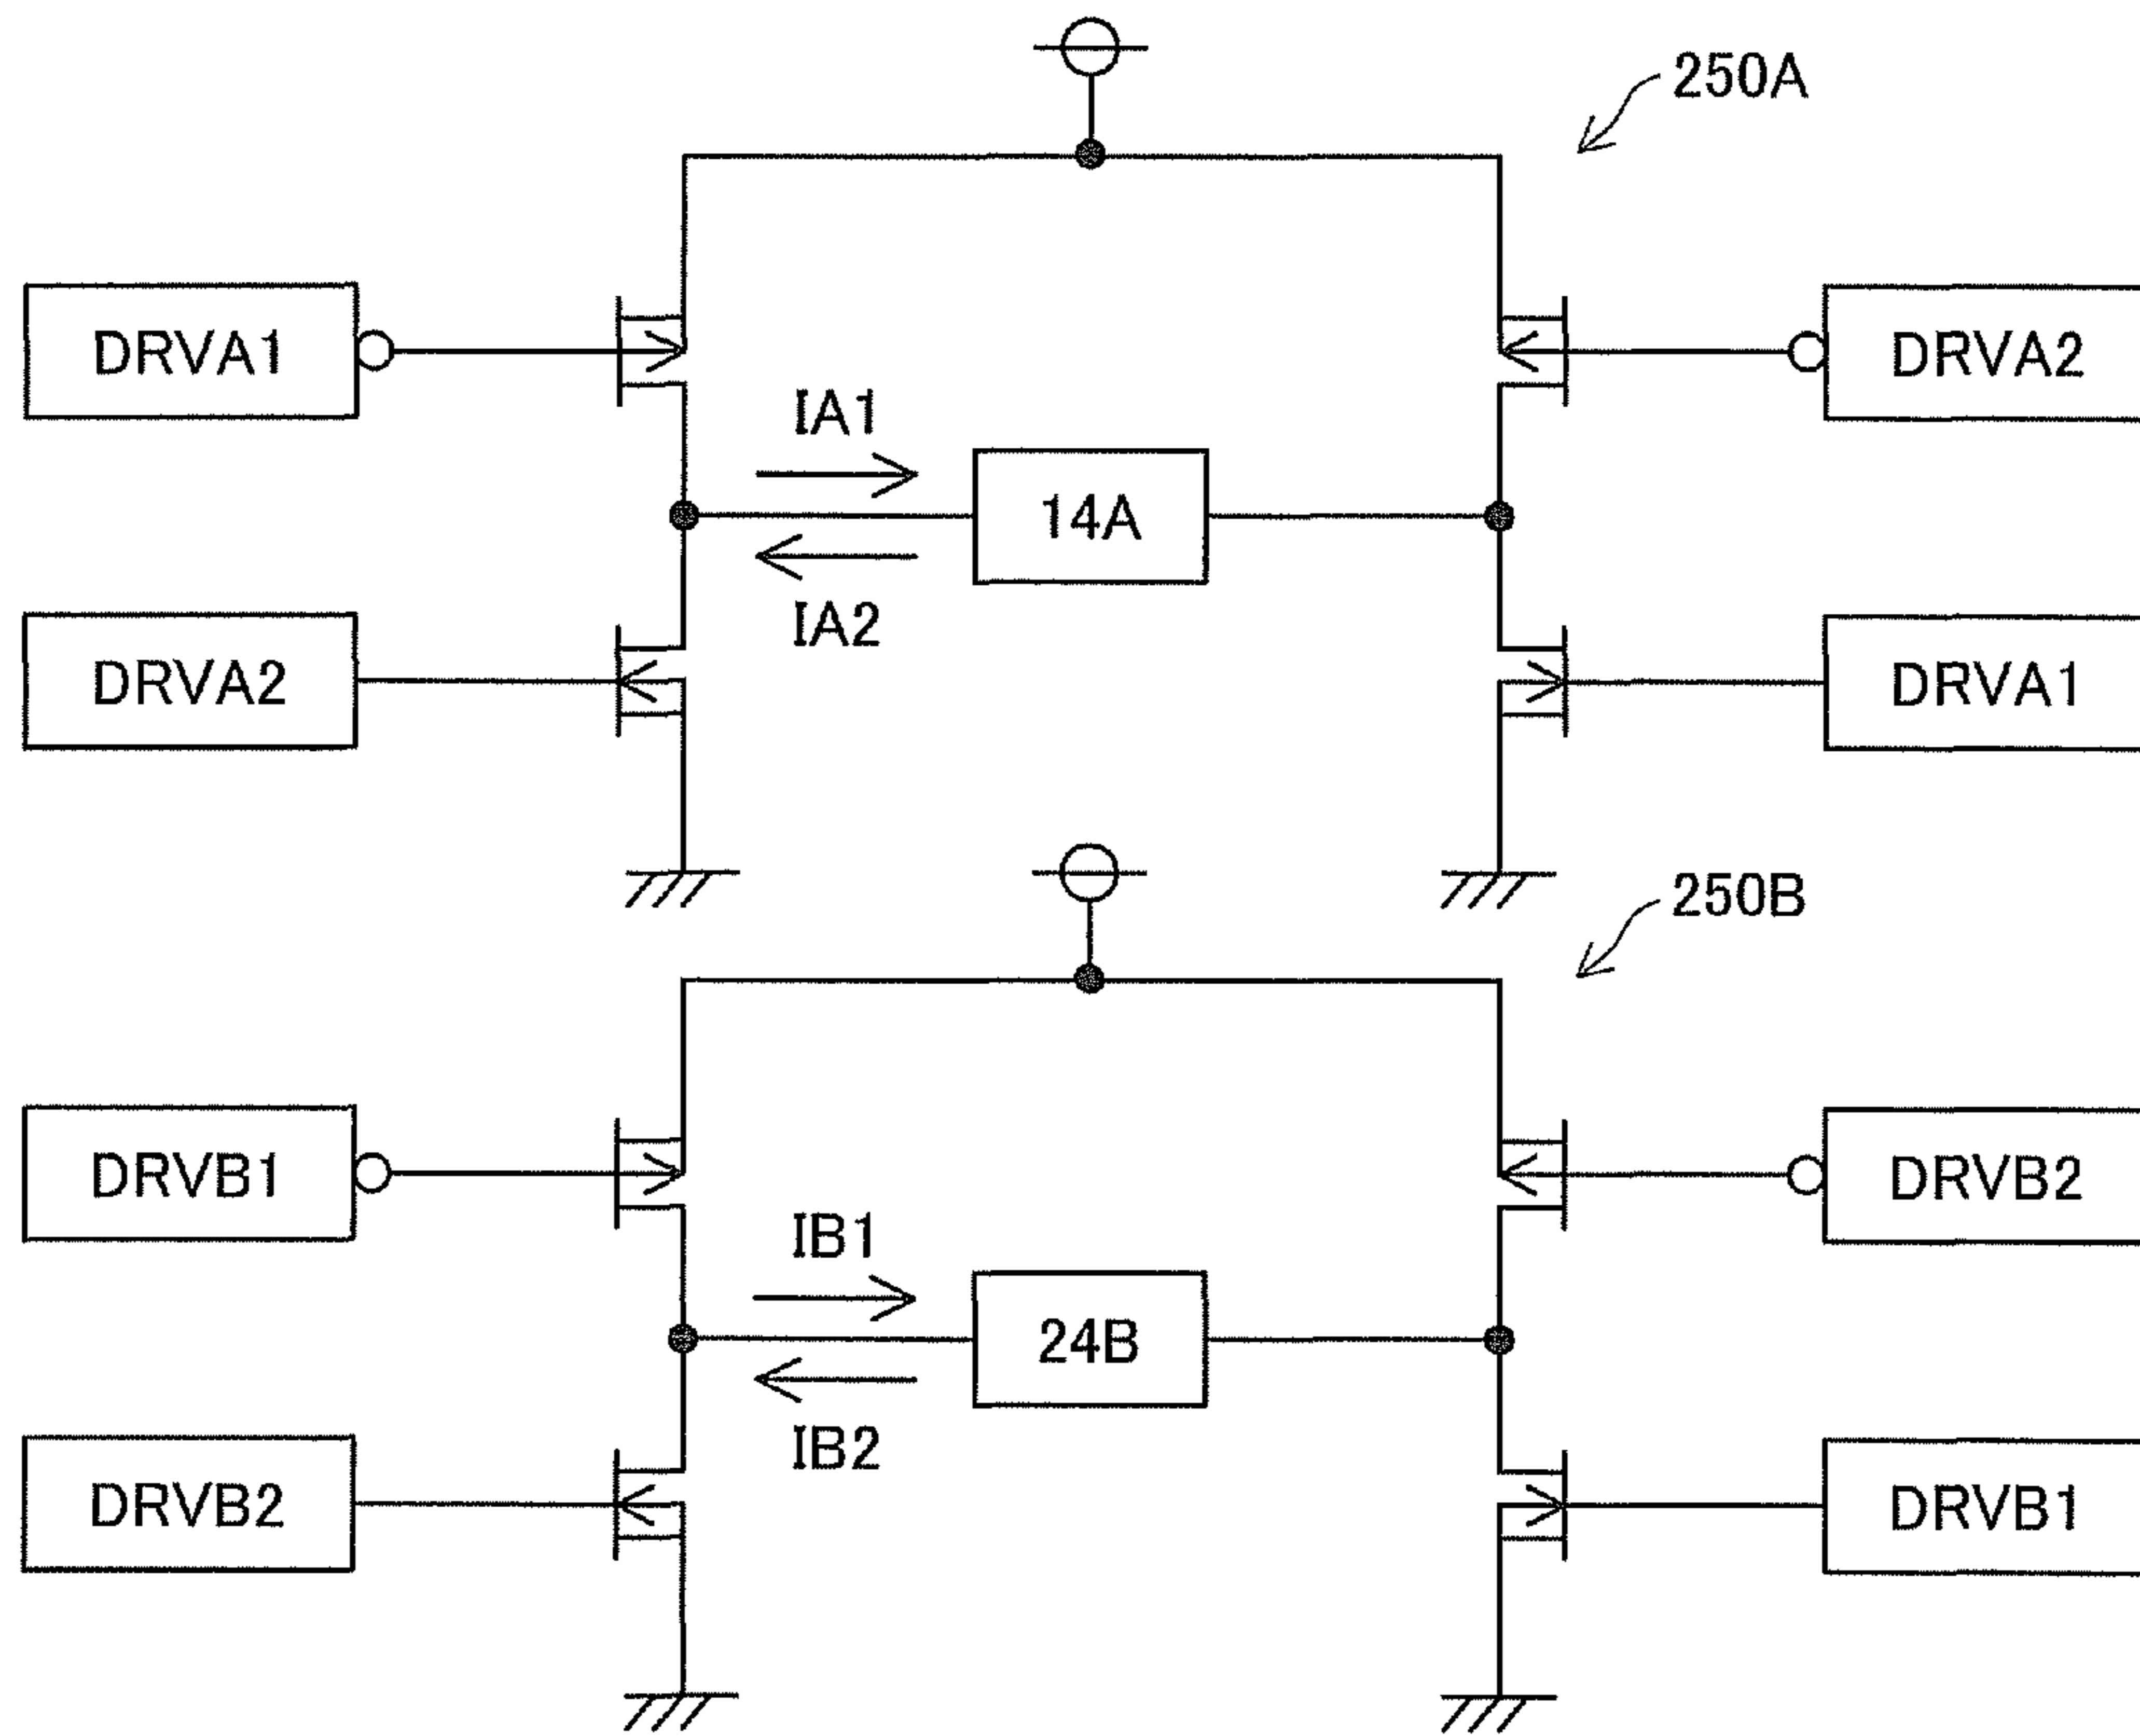 250A
DRVA1
DRVA2
IA1
14A
IA2
DRVA2
DRVA1
250B
DRVB1
DRVB2
IB1
24B
IB2
DRVB2
DRVB1